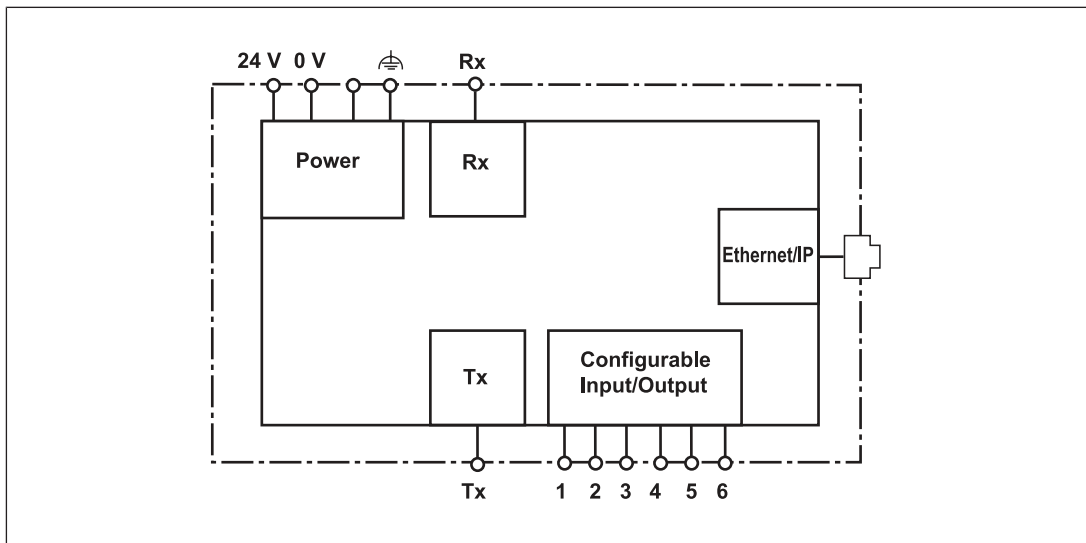 24 V 0 V
Rx
Power
Rx
Ethernet/IP
Tx
Configurable
Input/Output
Tx
1 2 3 4 5 6